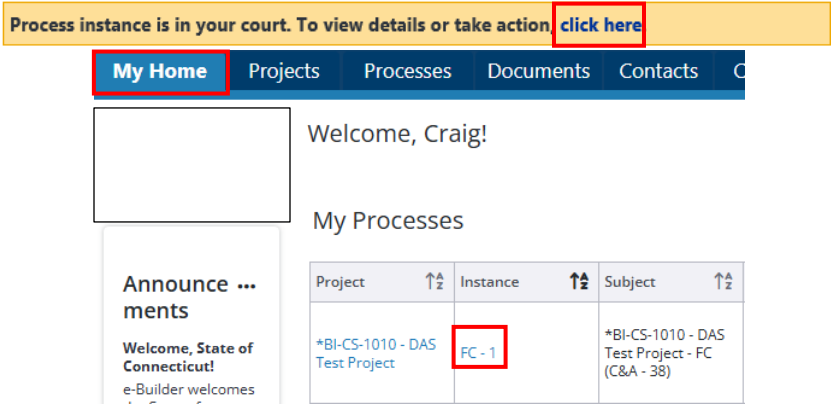 Process instance is in your court. To view details or take action, click here
My Home Projects Processes Documents Contacts
Welcome, Craig!
My Processes
Announce ...
ments
Welcome, State of
Connecticut!
e-Builder welcomes
Project Instance Subject
*BI-CS-1010 - DAS
Test Project
FC - 1
*BI-CS-1010 - DAS
Test Project - FC
(C&A - 38)